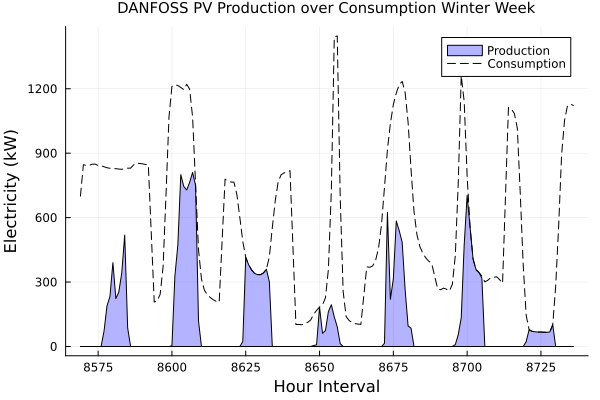 DANFOSS PV Production over Consumption Winter Week
Production
Consumption
1200
900
600
300
0
Electricity (kW)
8575 8600 8625 8650 8675 8700 8725
Hour Interval